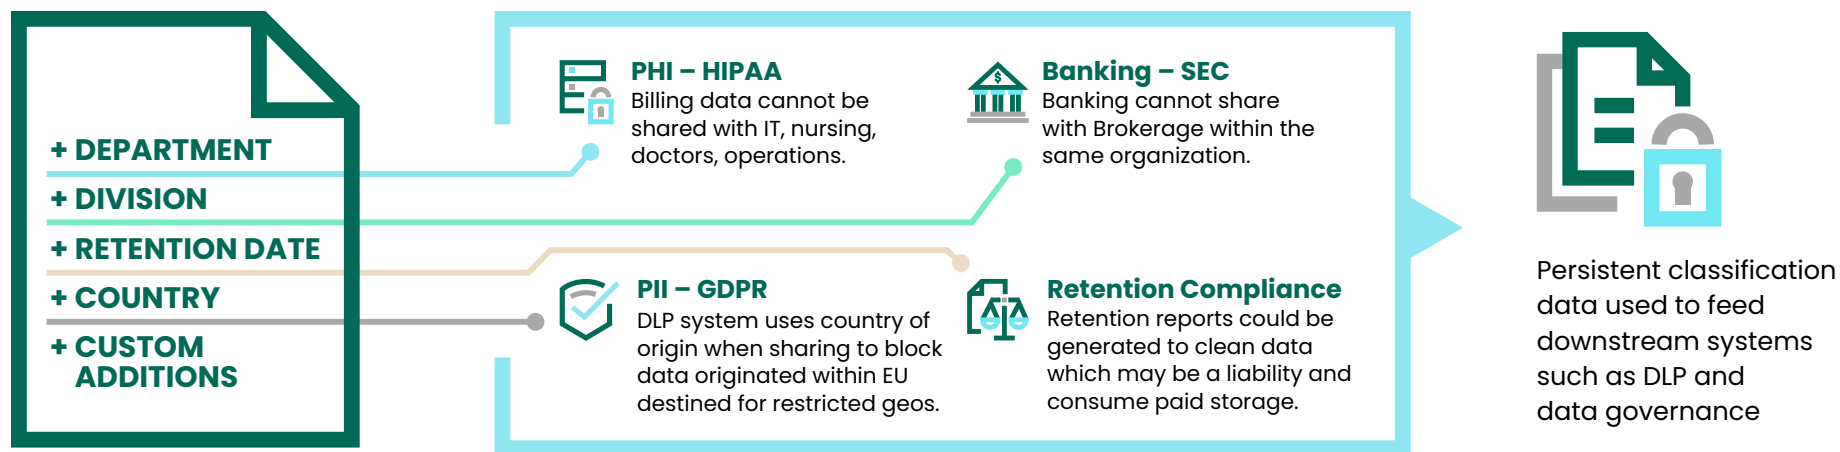 + DEPARTMENT
+ DIVISION
+ RETENTION DATE
+ COUNTRY
+ CUSTOM
ADDITIONS
PHI – HIPAA
Billing data cannot be
shared with IT, nursing,
doctors, operations.
Banking – SEC
Banking cannot share
with Brokerage within the
same organization.
PII – GDPR
DLP system uses country of
origin when sharing to block
data originated within EU
destined for restricted geos.
Retention Compliance
Retention reports could be
generated to clean data
which may be a liability and
consume paid storage.
$
Persistent classification
data used to feed
downstream systems
such as DLP and
data governance